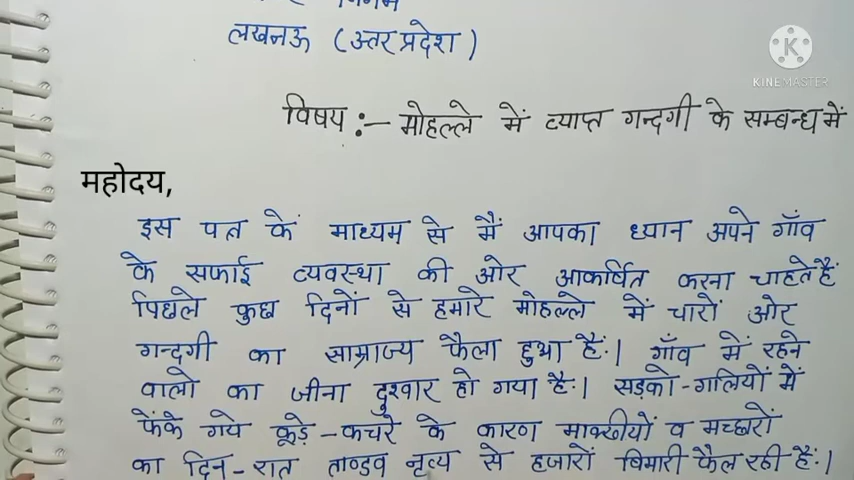 लखनऊ (उत्तर प्रदेश)
KINEMASTER
विषय :– मोहल्ले में व्याप्त गन्दगी के सम्बन्ध में
महोदय,
इस पत्र कें माध्यम से मैं आपका ध्यान अपने गाँव
के सफाई व्यवस्था की ओर आकर्षित करना चाहते हैं
पिछले कुछ दिनों से हमारे मोहल्ले में चारों ओर
गन्दगी का साम्राज्य फैला हुआ है। गाँव में रहने
वालो का जीना दुश्वार हो गया है। सड़को-गलियों में
फेंके गये कूड़े-कचरे के कारण माक्खीयों व मच्छरों
का दिन-रात ताण्डव नृत्य से हजारों बिमारी फैल रही हैं।